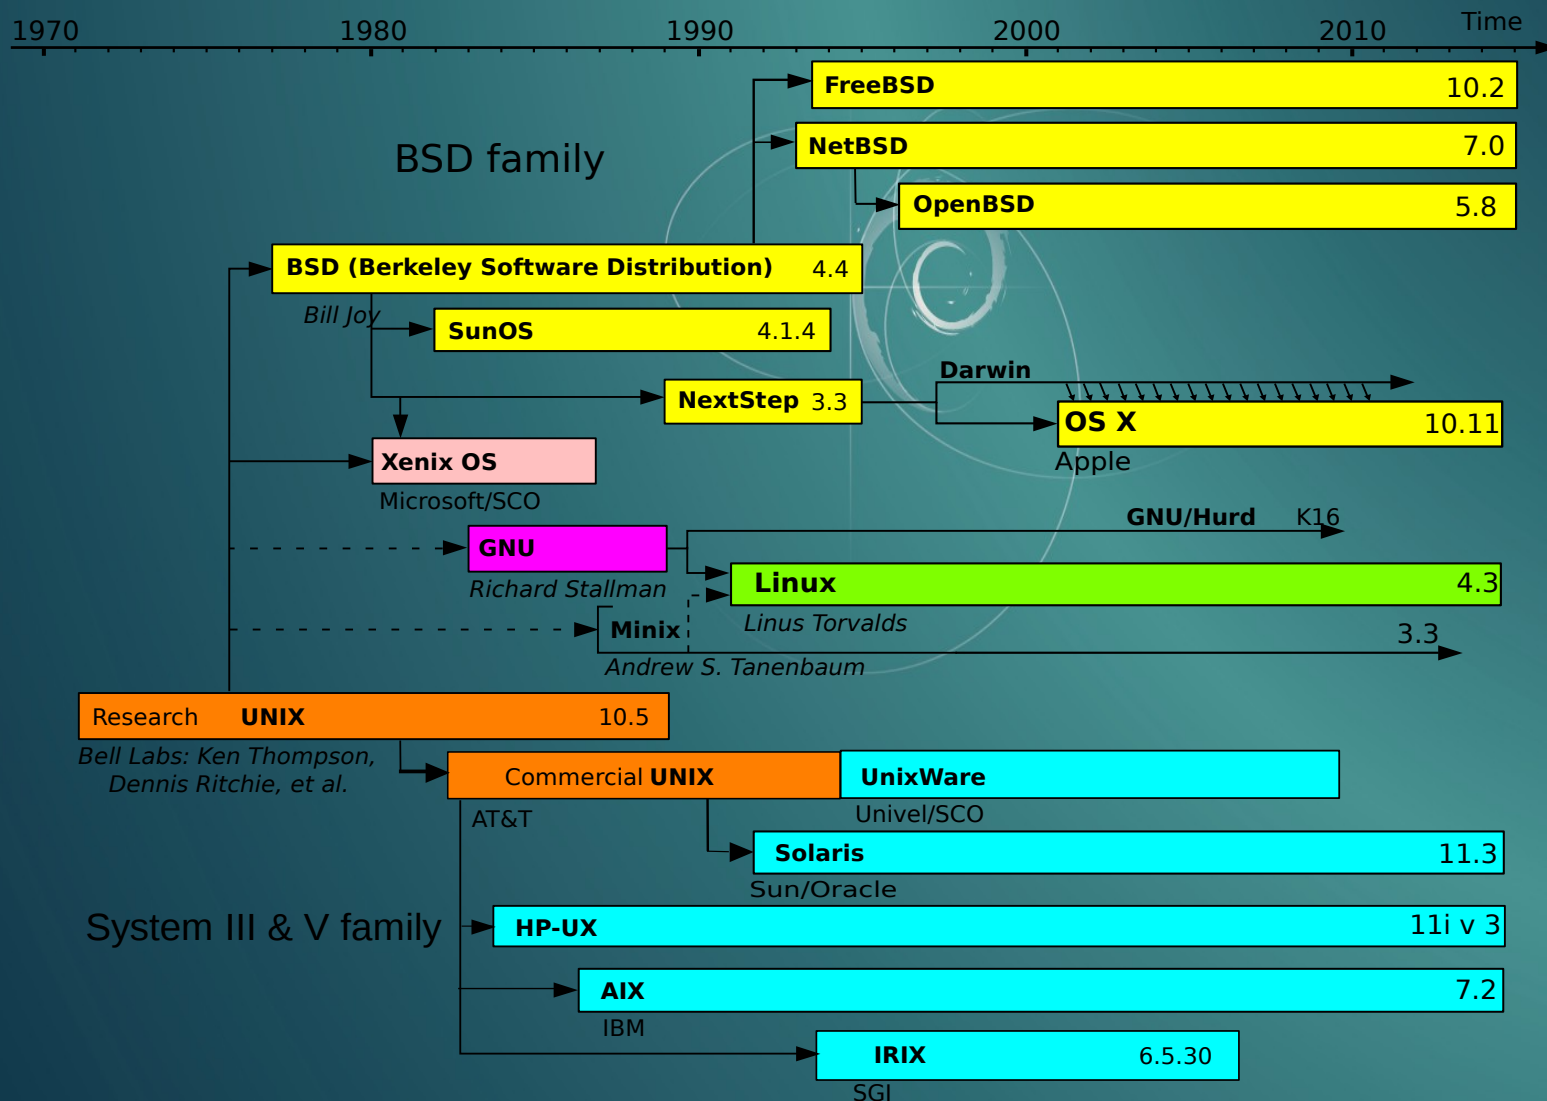 1970 1980 1990 2000 2010 Time
FreeBSD 10.2
BSD family
NetBSD 7.0
OpenBSD 5.8
BSD (Berkeley Software Distribution) 4.4
Bill Joy
SunOS 4.1.4
Darwin
NextStep 3.3
OS X 10.11
Apple
Xenix OS
Microsoft/SCO
GNU/Hurd K16
GNU
Richard Stallman
Linux 4.3
Linus Torvalds
Minix 3.3
Andrew S. Tanenbaum
Research UNIX 10.5
Bell Labs: Ken Thompson,
Dennis Ritchie, et al.
Commercial UNIX
AT&T
UnixWare
Univel/SCO
Solaris 11.3
Sun/Oracle
System III & V family
HP-UX 11i v 3
AIX 7.2
IBM
IRIX 6.5.30
SGI